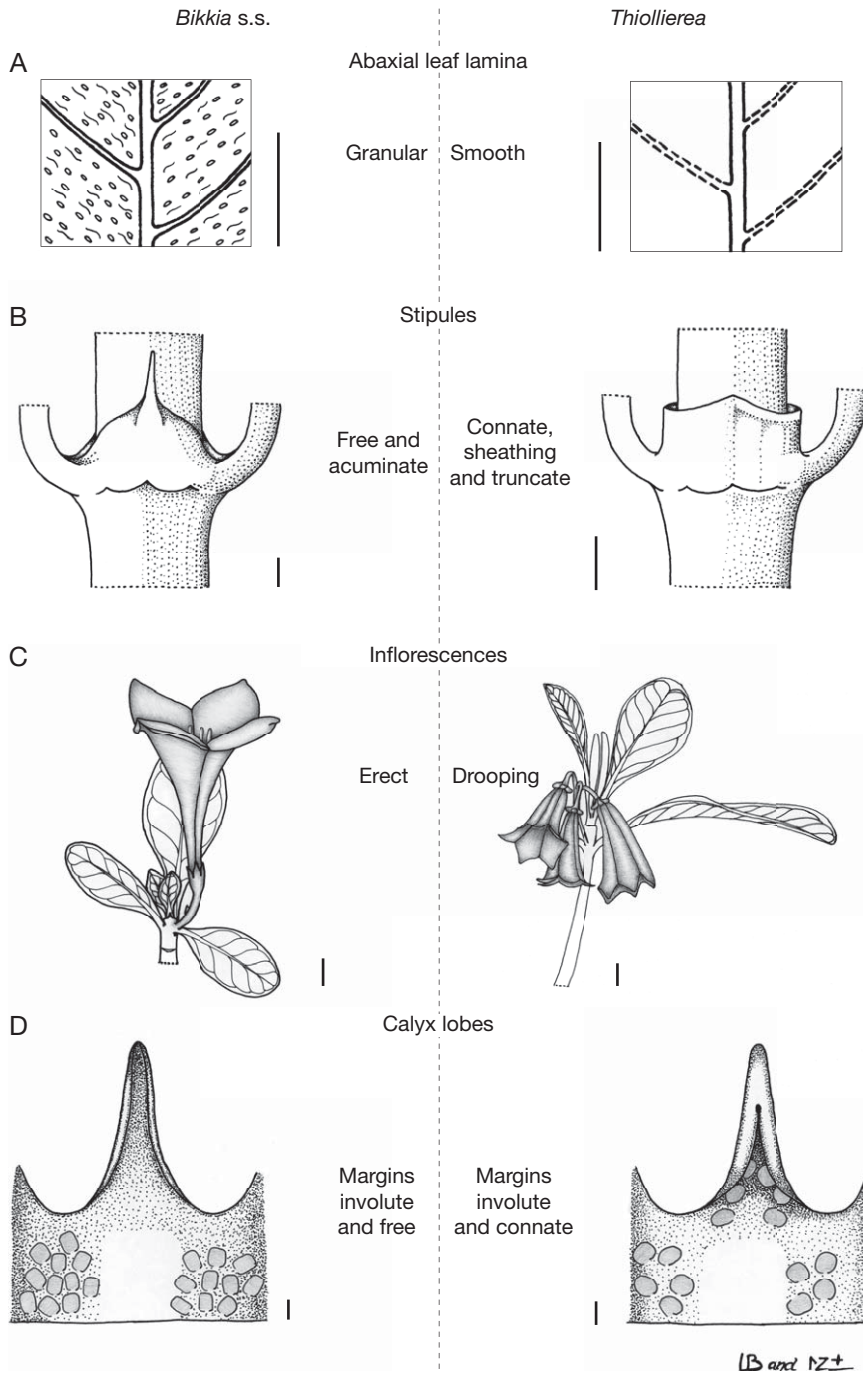 Bikkia s.s. Thiollierea
A
Abaxial leaf lamina
Granular Smooth
B
Stipules
Free and
acuminate
Connate,
sheathing
and truncate
C
Inflorescences
Erect Drooping
D
Calyx lobes
Margins
involute
and free
Margins
involute
and connate